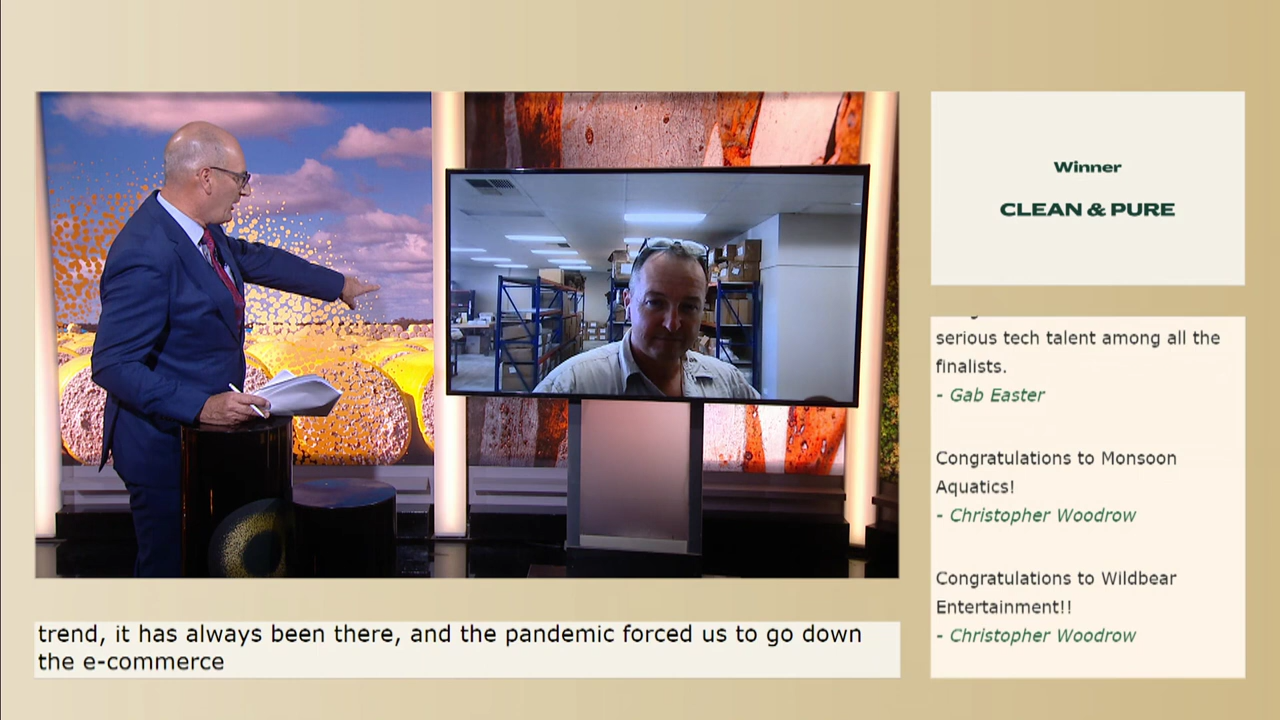 Winner
CLEAN & PURE
serious tech talent among all the
finalists.
- Gab Easter
Congratulations to Monsoon
Aquatics!
- Christopher Woodrow
Congratulations to Wildbear
Entertainment!!
- Christopher Woodrow
trend, it has always been there, and the pandemic forced us to go down
the e-commerce